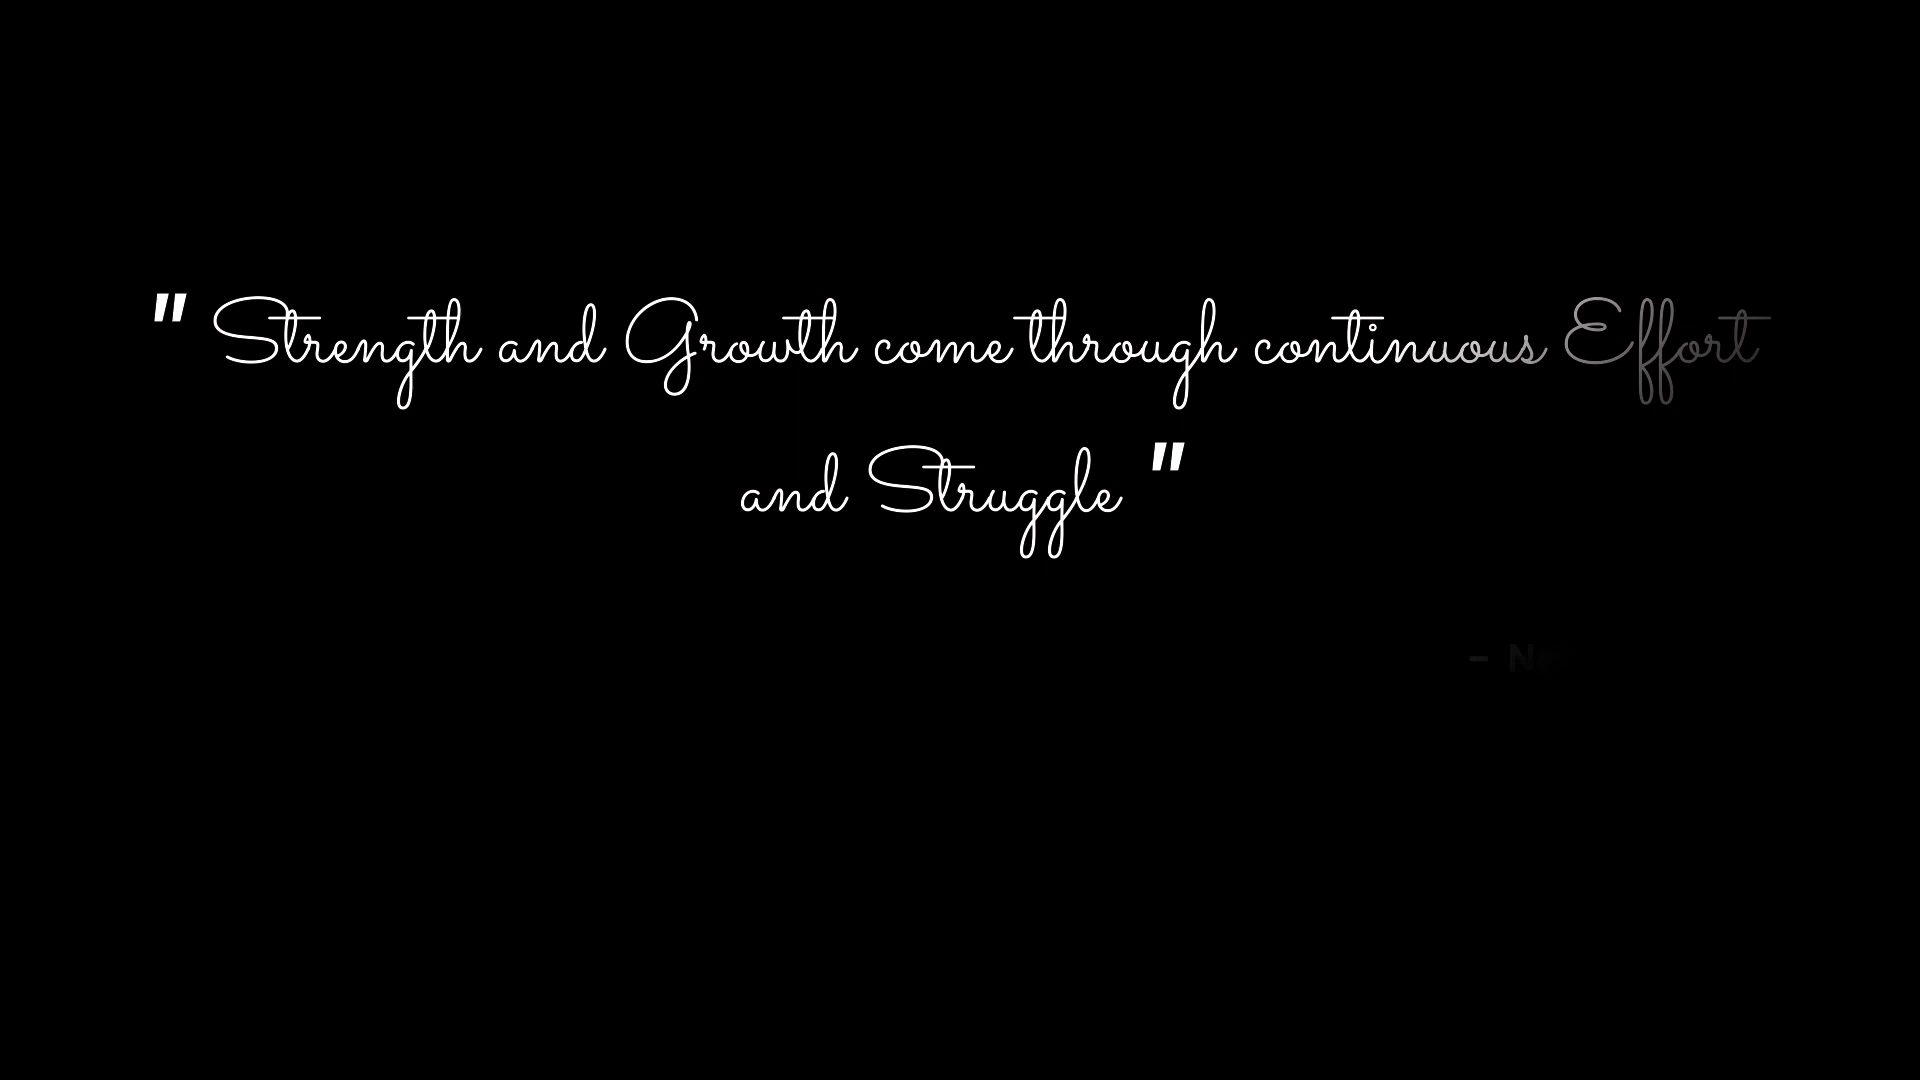 " Strength and Growth come through continuous Effort
and Struggle "
-